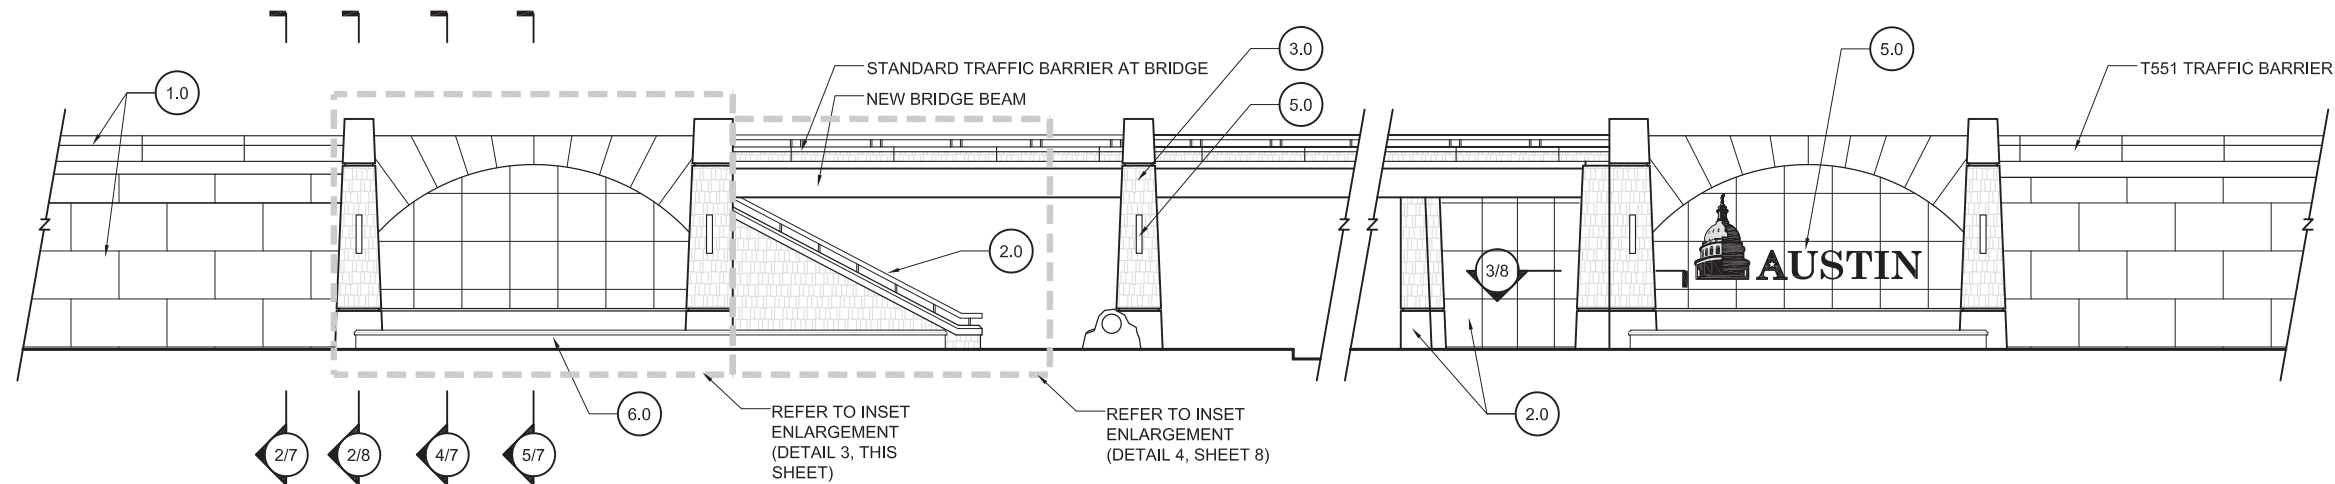 3.0
5.0
STANDARD TRAFFIC BARRIER AT BRIDGE
T551 TRAFFIC BARRIER
1.0
NEW BRIDGE BEAM
5.0
2.0
3/8
AUSTIN
6.0
REFER TO INSET
ENLARGEMENT
(DETAIL 3, THIS
SHEET)
REFER TO INSET
ENLARGEMENT
(DETAIL 4, SHEET 8)
2.0
2/7
2/8
4/7
5/7